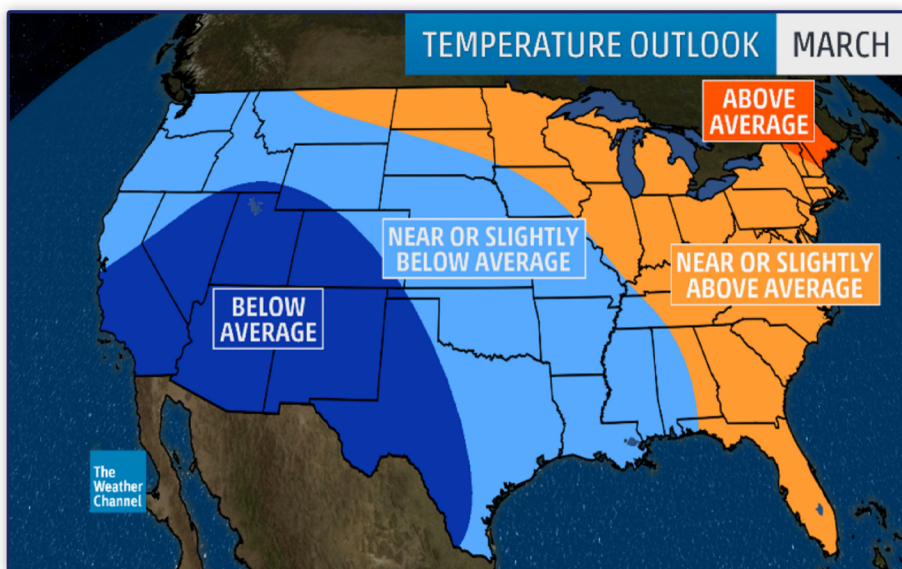 TEMPERATURE OUTLOOK MARCH
ABOVE
AVERAGE
NEAR OR SLIGHTLY
BELOW AVERAGE
NEAR OR SLIGHTLY
ABOVE AVERAGE
BELOW
AVERAGE
The
Weather
Channel